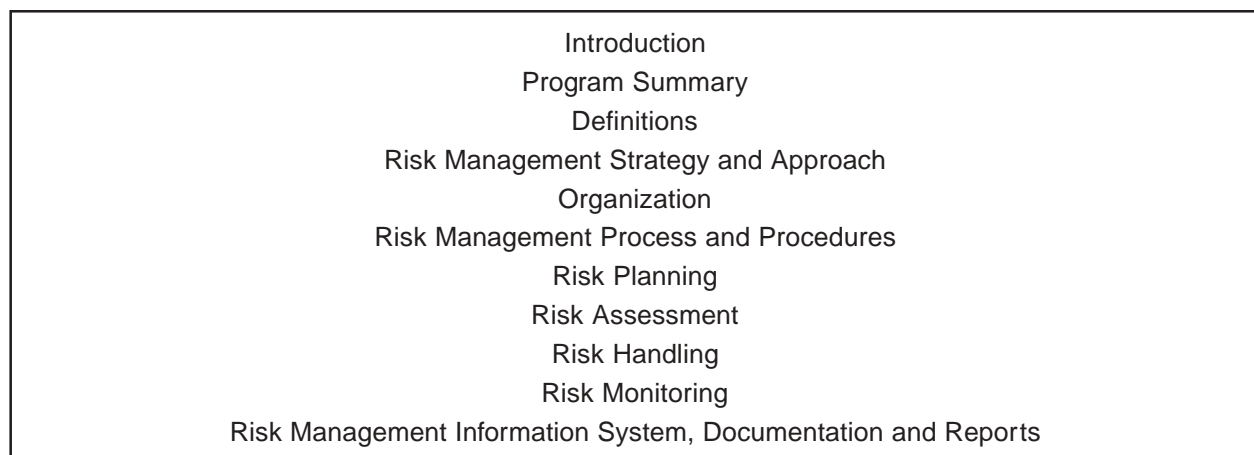 Introduction
Program Summary
Definitions
Risk Management Strategy and Approach
Organization
Risk Management Process and Procedures
Risk Planning
Risk Assessment
Risk Handling
Risk Monitoring
Risk Management Information System, Documentation and Reports